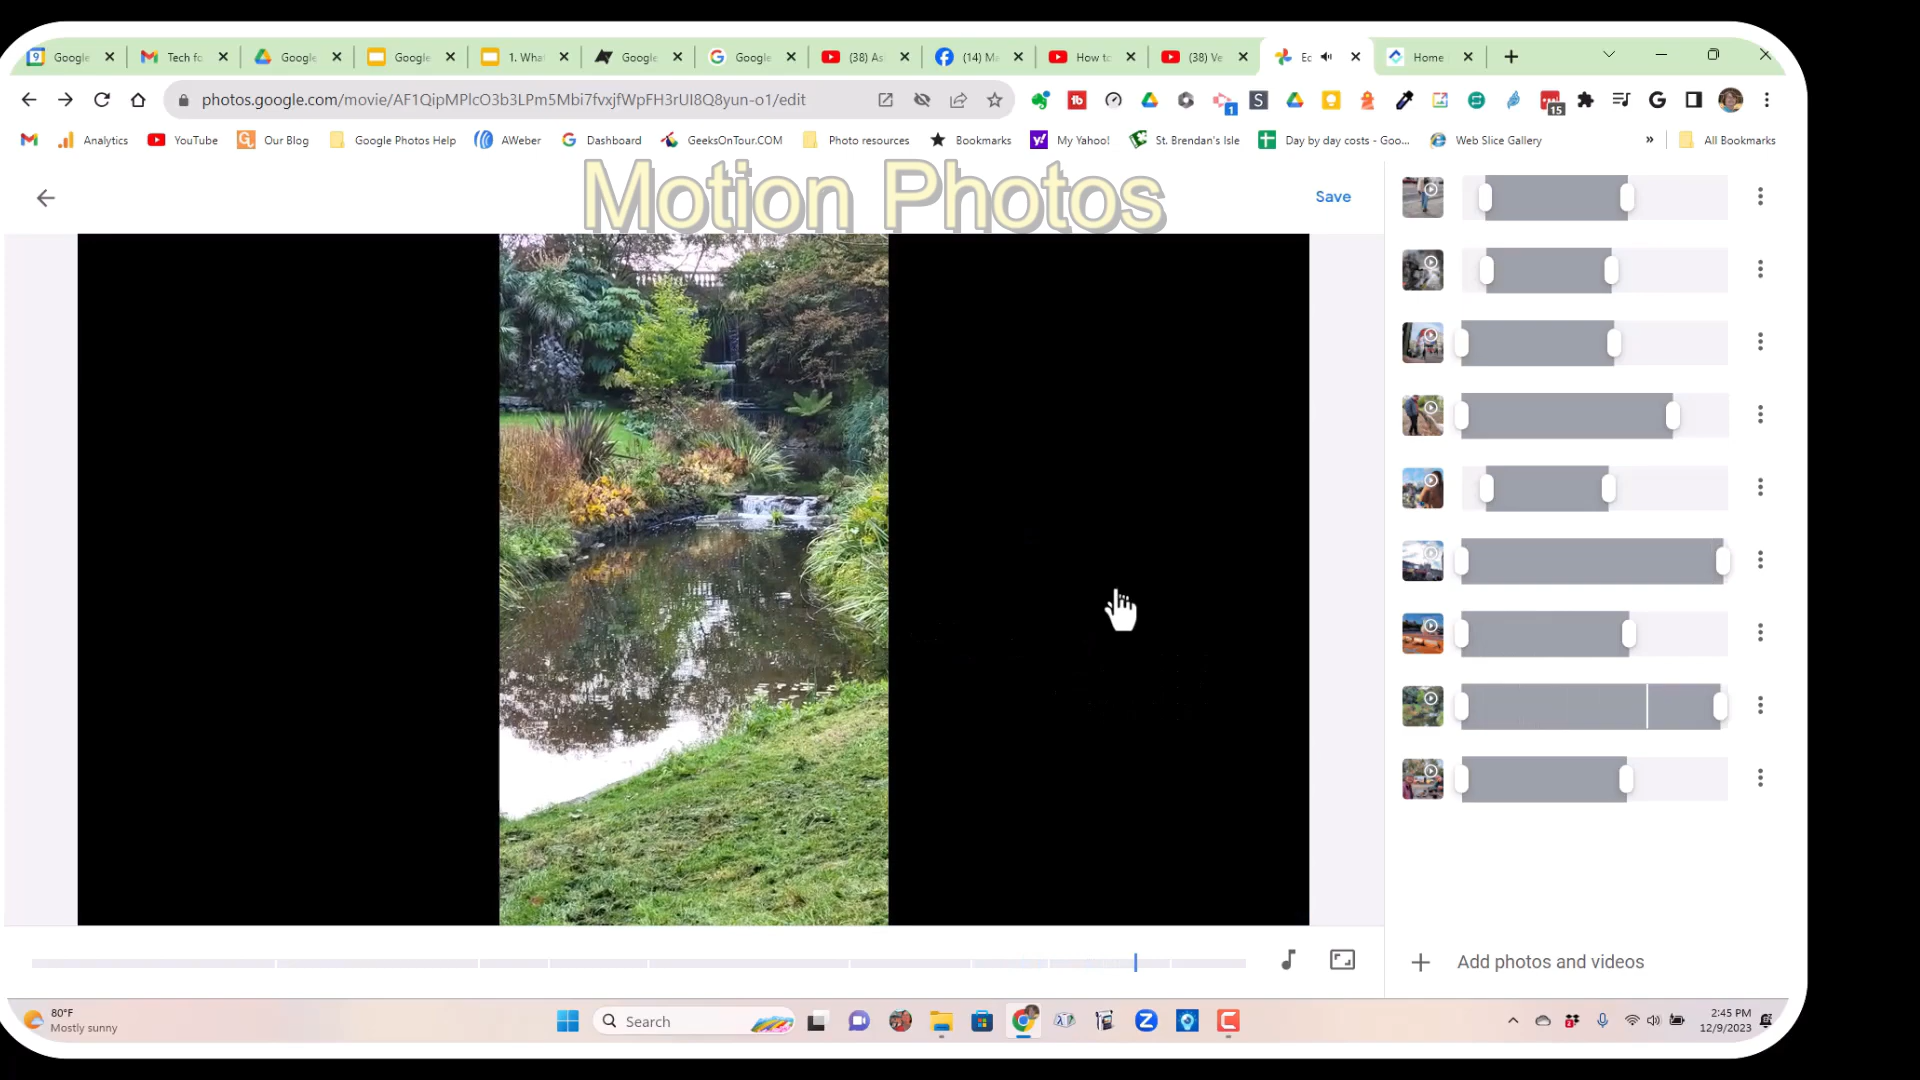 Google
Tech fo
Google
Google
1. Wha
Google
Google
(38) As
(14) Ma
How to
(38) Ve
Ec
Home
photos.google.com/movie/AF1QipMPlcO3b3LPm5Mbi7fvxjfWpFH3rUI8Q8yun-o1/edit
Analytics
YouTube
Our Blog
Google Photos Help
AWeber
Dashboard
GeeksOnTour.COM
Photo resources
Bookmarks
My Yahoo!
St. Brendan's Isle
Day by day costs - Goo...
Web Slice Gallery
»
All Bookmarks
Motion Photos
Save
Add photos and videos
80°F
Mostly sunny
Search
2:45 PM
12/9/2023